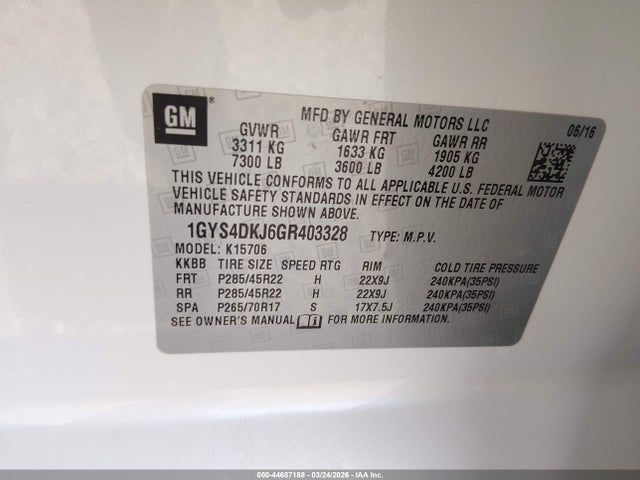 GM
MFD BY GENERAL MOTORS LLC
06/16
GVWR GAWR FRT GAWR RR
3311 KG 1633 KG 1905 KG
7300 LB 3600 LB 4200 LB
THIS VEHICLE CONFORMS TO ALL APPLICABLE U.S. FEDERAL MOTOR
VEHICLE SAFETY STANDARDS IN EFFECT ON THE DATE OF
MANUFACTURE SHOWN ABOVE.
1GYS4DKJ6GR403328 TYPE: M.P.V.
MODEL: K15706
KKBB TIRE SIZE SPEED RTG RIM COLD TIRE PRESSURE
FRT P285/45R22 H 22X9J 240KPA(35PSI)
RR P285/45R22 H 22X9J 240KPA(35PSI)
SPA P265/70R17 S 17X7.5J 240KPA(35PSI)
SEE OWNER'S MANUAL FOR MORE INFORMATION.
000-44687168 - 03/24/2026 - IAA Inc.